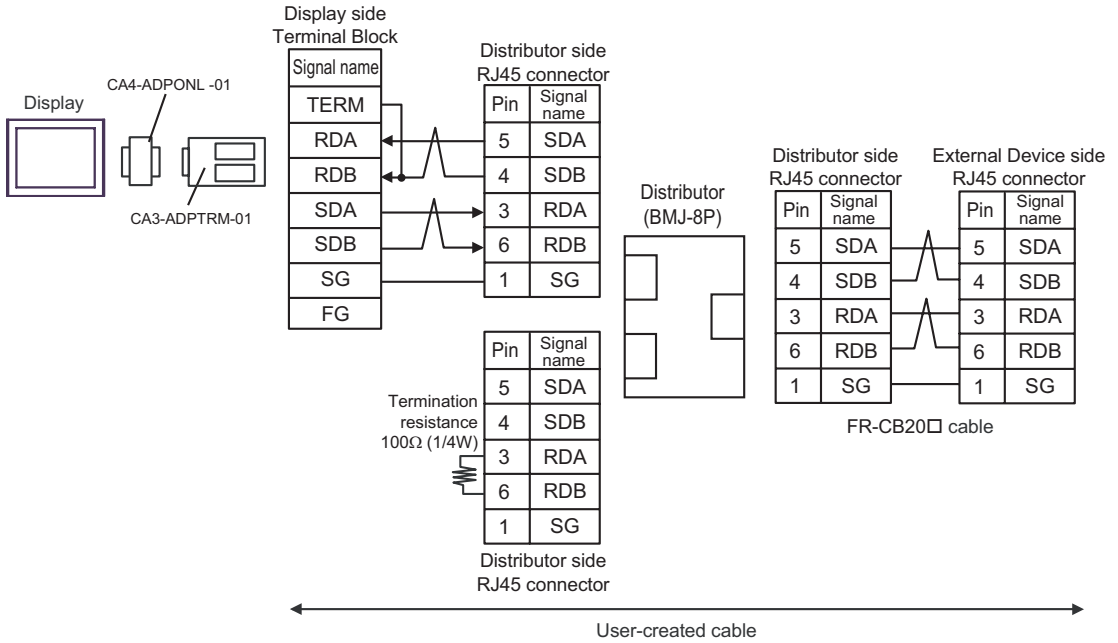 Display side
Terminal Block
Signal name
TERM
RDA
RDB
SDA
SDB
SG
FG
CA4-ADPONL -01
Display
CA3-ADPTRM-01
Distributor side
RJ45 connector
Pin Signal name
5 SDA
4 SDB
3 RDA
6 RDB
1 SG
Pin Signal name
5 SDA
4 SDB
3 RDA
6 RDB
1 SG
Termination
resistance
100Ω (1/4W)
Distributor side
RJ45 connector
Distributor
(BMJ-8P)
Distributor side
RJ45 connector
Pin Signal name
5 SDA
4 SDB
3 RDA
6 RDB
1 SG
External Device side
RJ45 connector
Pin Signal name
5 SDA
4 SDB
3 RDA
6 RDB
1 SG
FR-CB20□ cable
User-created cable